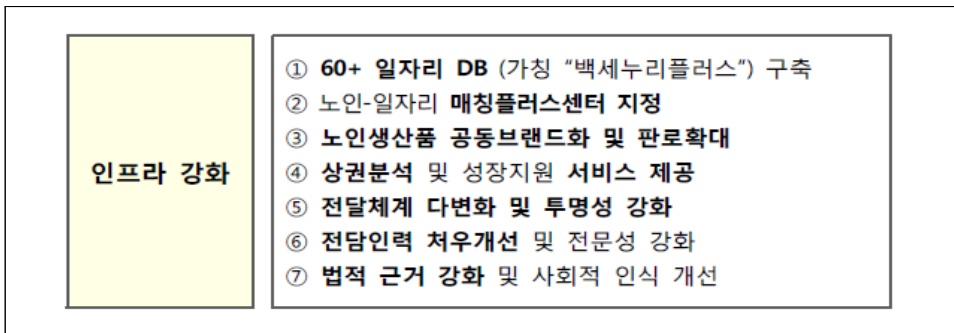 인프라 강화
① 60+ 일자리 DB (가칭 “백세누리플러스”) 구축
② 노인-일자리 매칭플러스센터 지정
③ 노인생산품 공동브랜드화 및 판로확대
④ 상권분석 및 성장지원 서비스 제공
⑤ 전달체계 다변화 및 투명성 강화
⑥ 전담인력 처우개선 및 전문성 강화
⑦ 법적 근거 강화 및 사회적 인식 개선